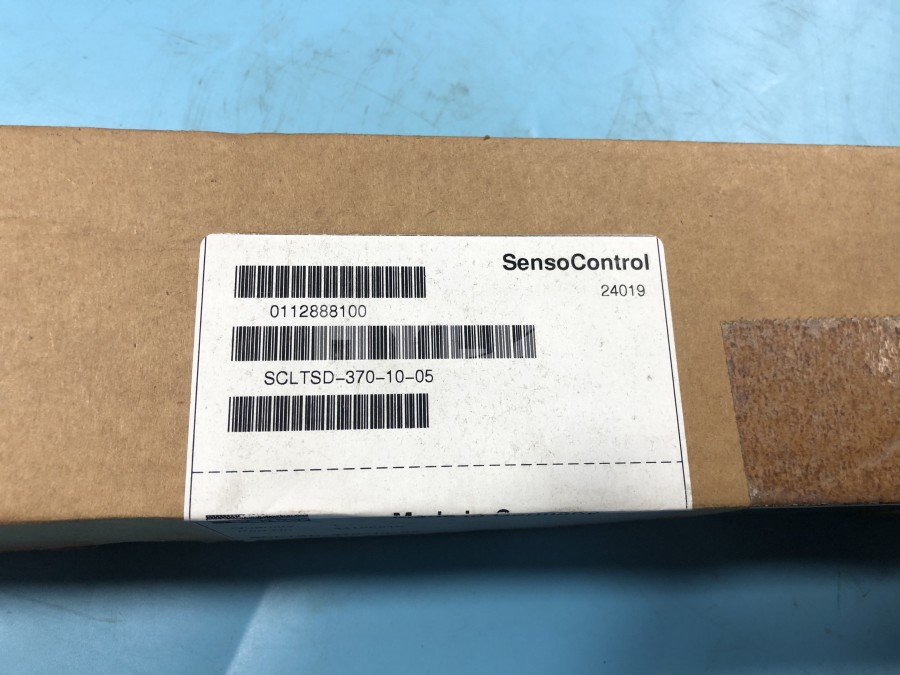 SensoControl
24019
0112888100
SCLTSD-370-10-05